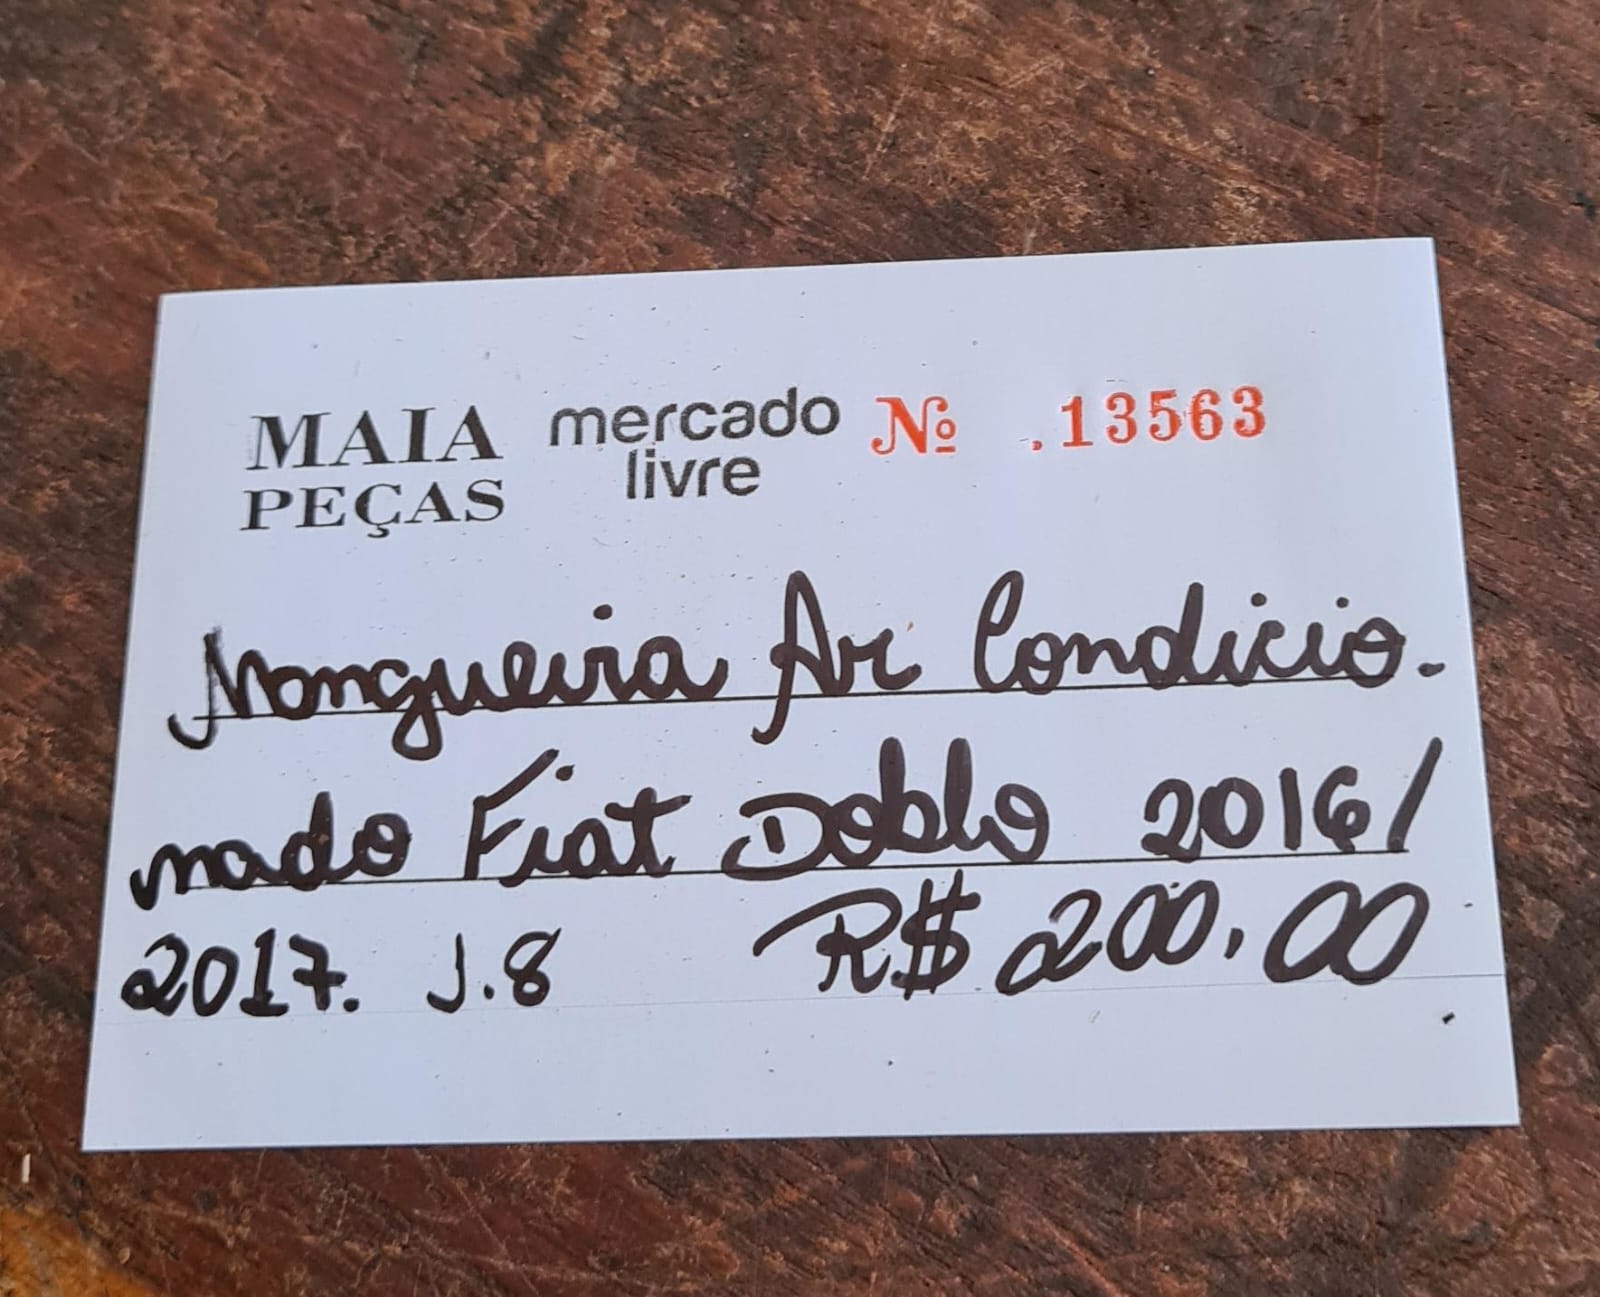 MAIA PEÇAS
mercado livre
Nº .13563
Mangueira Ar Condicio.
nado Fiat Doblo 2016/
2017. J.8 R$ 200,00